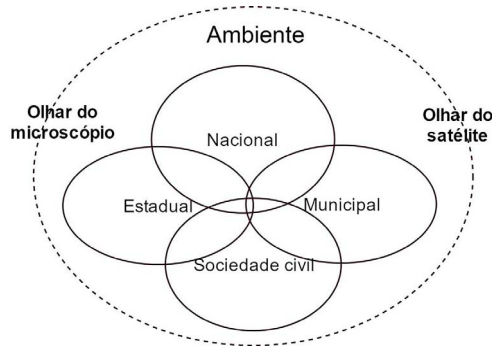 Ambiente
Olhar do
microscópio
Olhar do
satélite
Nacional
Estadual
Municipal
Sociedade civil